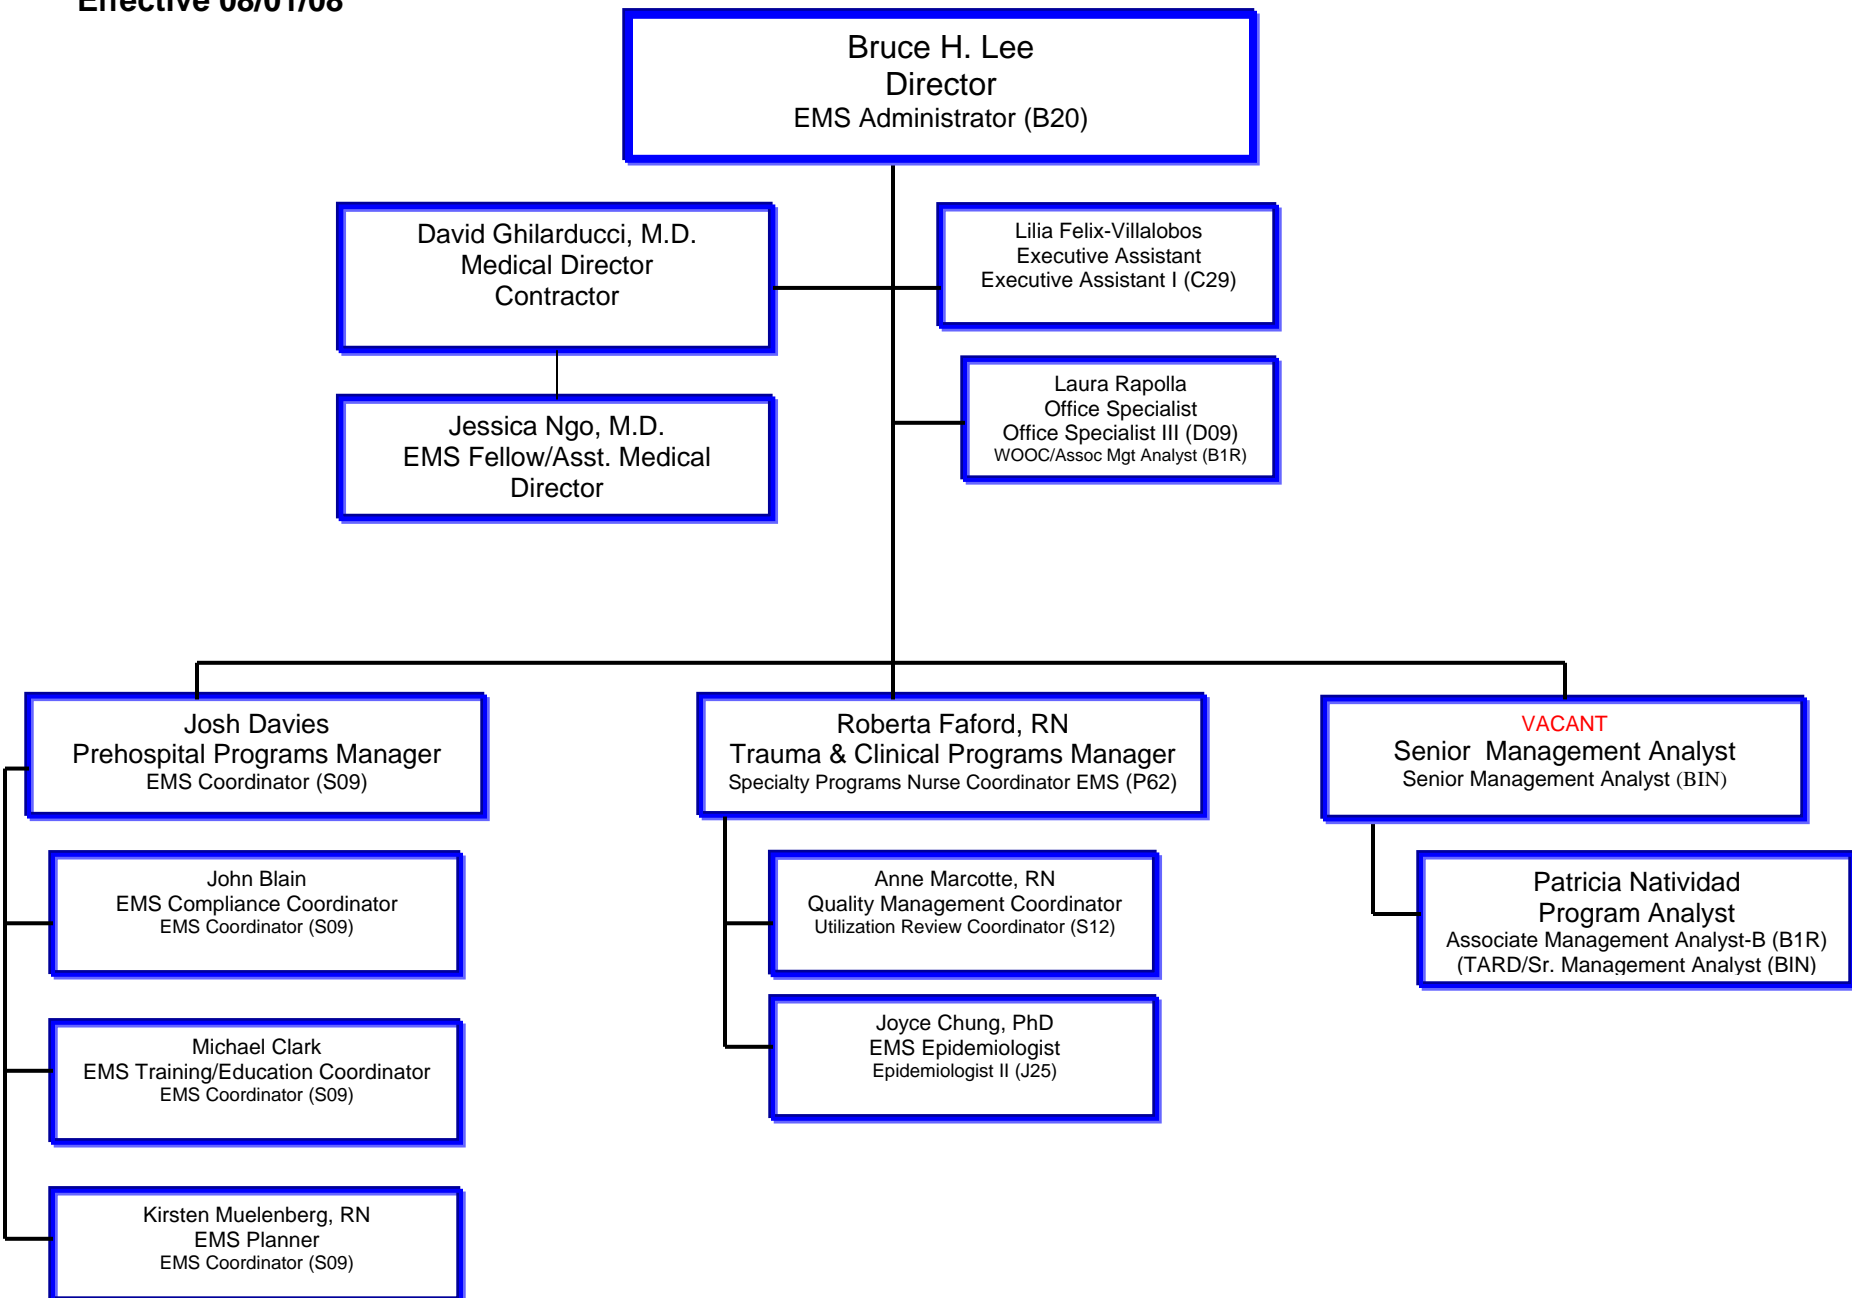 Effective 08/01/08
Bruce H. Lee
Director
EMS Administrator (B20)
David Ghilarducci, M.D.
Medical Director
Contractor
Lilia Felix-Villalobos
Executive Assistant
Executive Assistant I (C29)
Laura Rapolla
Office Specialist
Office Specialist III (D09)
WOOC/Assoc Mgt Analyst (B1R)
Jessica Ngo, M.D.
EMS Fellow/Asst. Medical
Director
Josh Davies
Prehospital Programs Manager
EMS Coordinator (S09)
John Blain
EMS Compliance Coordinator
EMS Coordinator (S09)
Michael Clark
EMS Training/Education Coordinator
EMS Coordinator (S09)
Kirsten Muelenberg, RN
EMS Planner
EMS Coordinator (S09)
Roberta Faford, RN
Trauma & Clinical Programs Manager
Specialty Programs Nurse Coordinator EMS (P62)
Anne Marcotte, RN
Quality Management Coordinator
Utilization Review Coordinator (S12)
Joyce Chung, PhD
EMS Epidemiologist
Epidemiologist II (J25)
VACANT
Senior  Management Analyst
Senior Management Analyst (BIN)
Patricia Natividad
Program Analyst
Associate Management Analyst-B (B1R)
(TARD/Sr. Management Analyst (BIN)